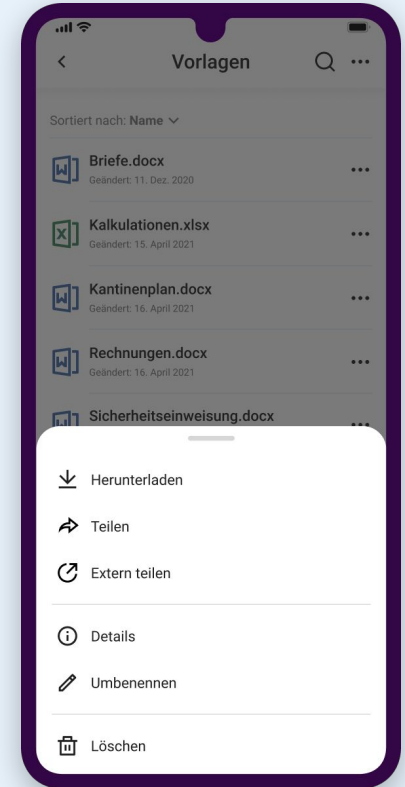 Vorlagen
Sortiert nach: Name
Briefe.docx
Geändert: 11. Dez. 2020
Kalkulationen.xlsx
Geändert: 15. April 2021
Kantinenplan.docx
Geändert: 16. April 2021
Rechnungen.docx
Geändert: 16. April 2021
Sicherheitseinweisung.docx
Herunterladen
Teilen
Extern teilen
Details
Umbenennen
Löschen